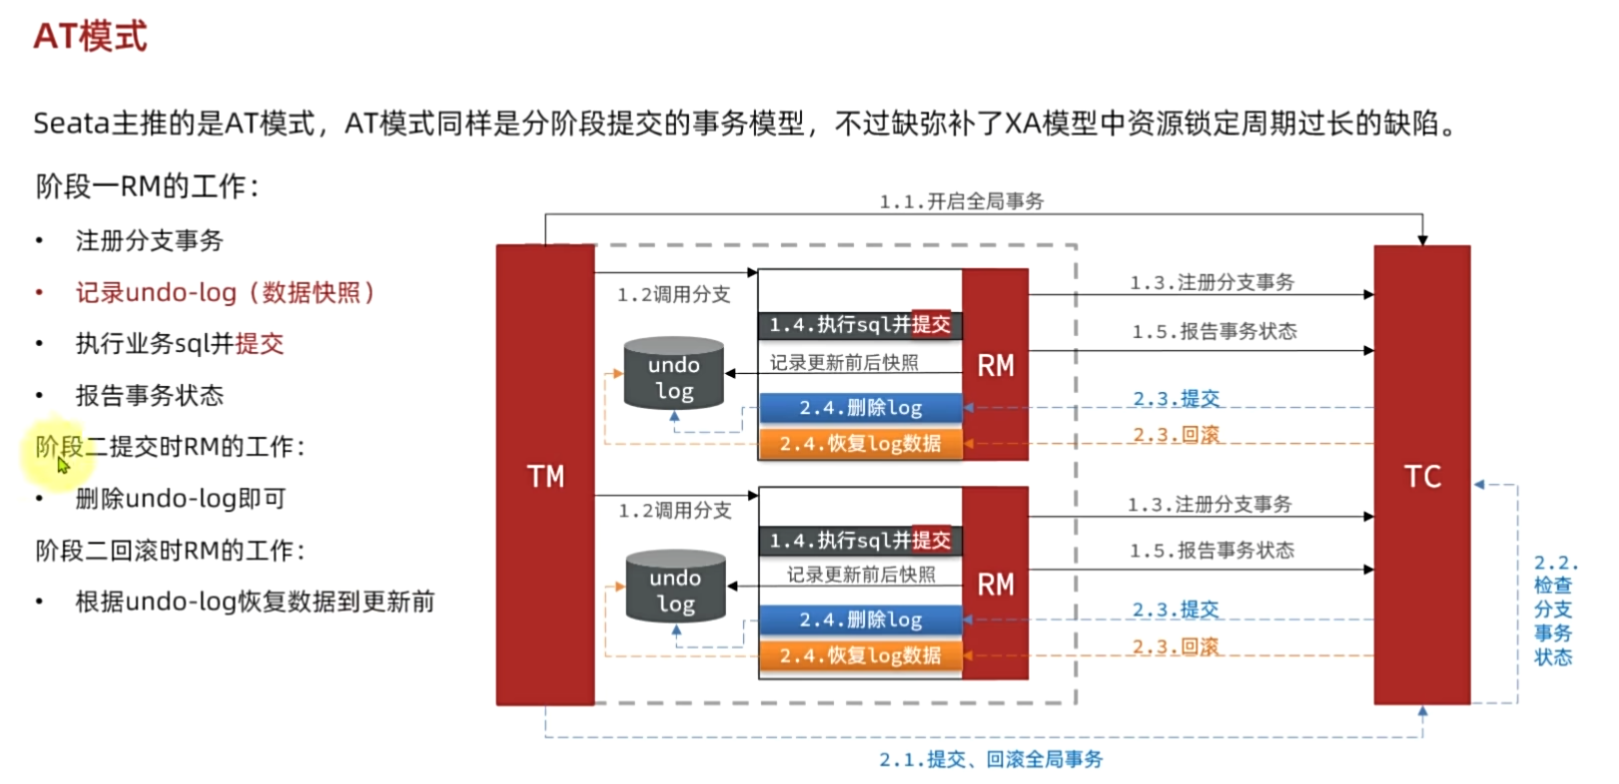 AT模式
Seata主推的是AT模式，AT模式同样是分阶段提交的事务模型，不过缺弥补了XA模型中资源锁定周期过长的缺陷。
阶段一RM的工作：
• 注册分支事务
• 记录undo-log（数据快照）
• 执行业务sql并提交
• 报告事务状态
阶段二提交时RM的工作：
• 删除undo-log即可
阶段二回滚时RM的工作：
• 根据undo-log恢复数据到更新前
1.1.开启全局事务
TM
1.2调用分支
1.4.执行sql并提交
undo
log
记录更新前后快照
2.4.删除log
2.4.恢复log数据
RM
1.3.注册分支事务
1.5.报告事务状态
2.3.提交
2.3.回滚
1.2调用分支
1.4.执行sql并提交
undo
log
记录更新前后快照
2.4.删除log
2.4.恢复log数据
RM
1.3.注册分支事务
1.5.报告事务状态
2.3.提交
2.3.回滚
TC
2.2.
检查
分支
事务
状态
2.1.提交、回滚全局事务